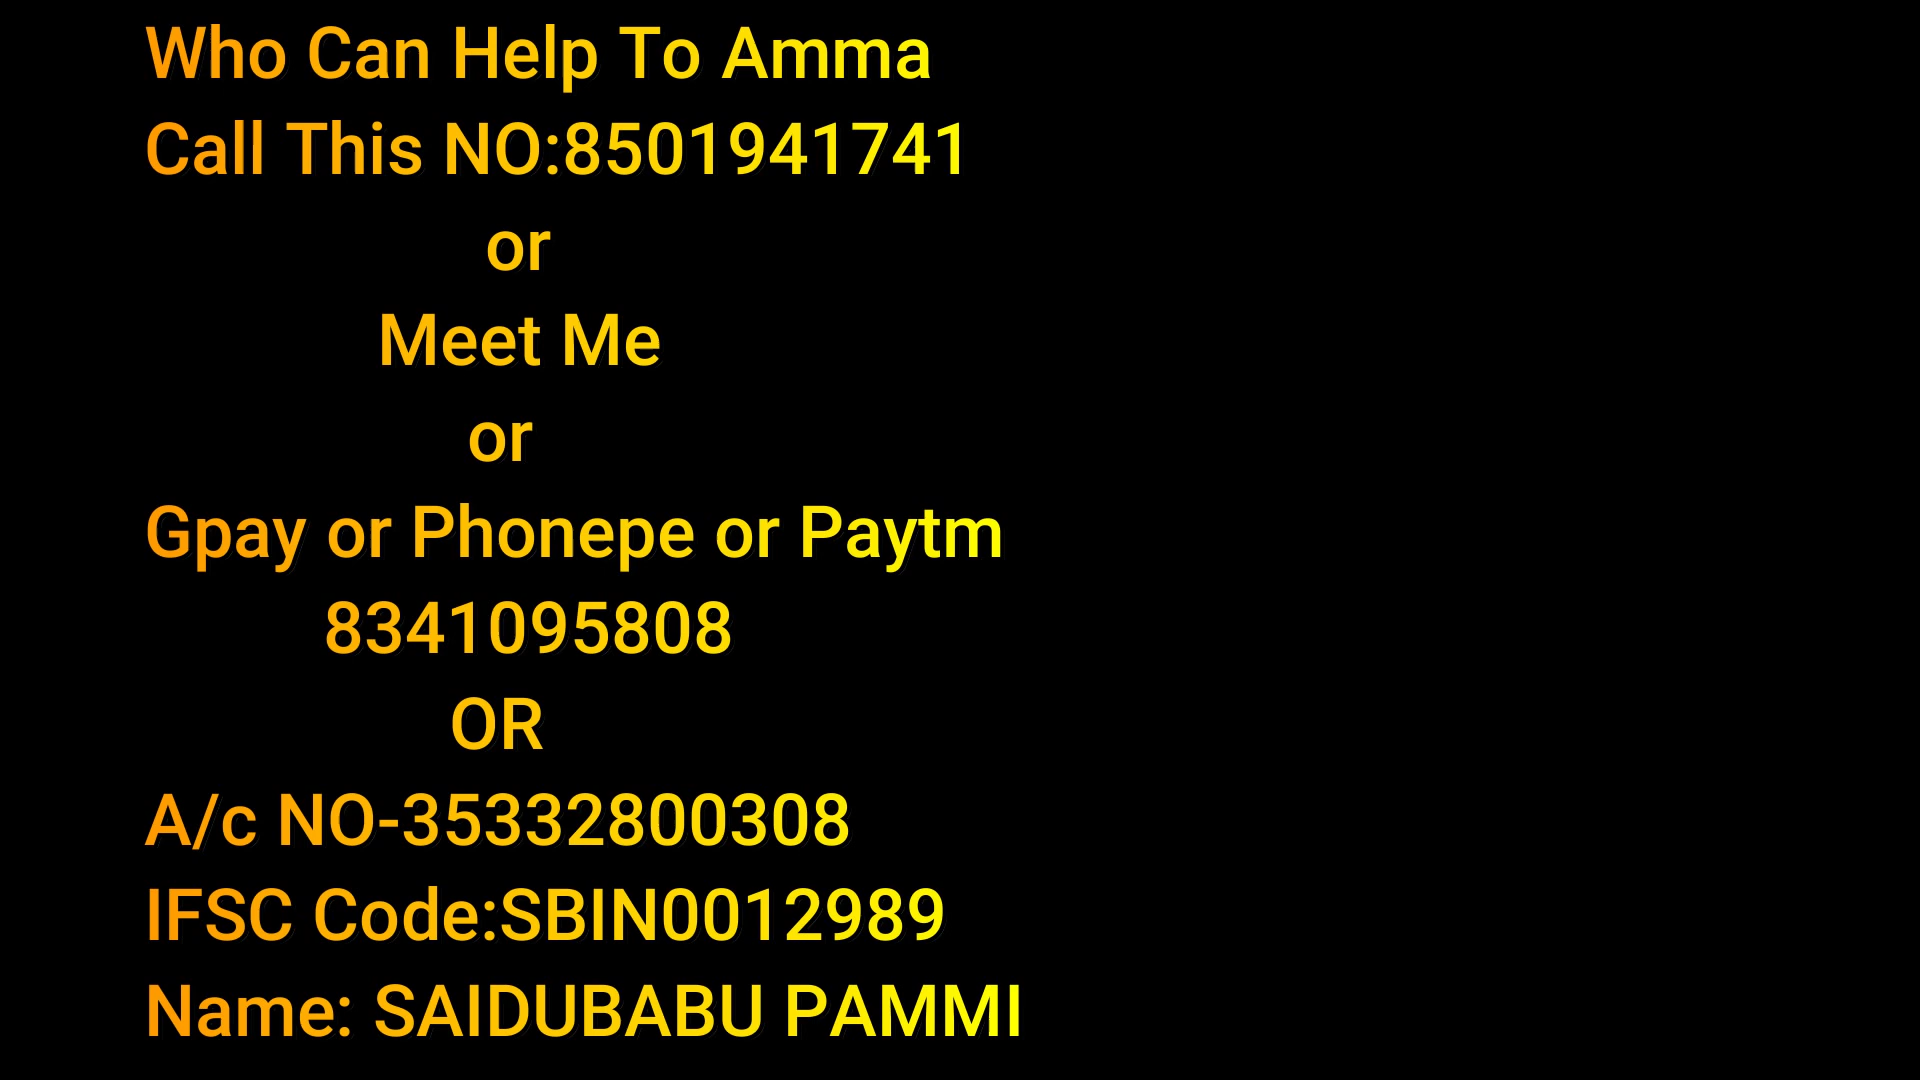 Who Can Help To Amma
Call This NO:8501941741
or
Meet Me
or
Gpay or Phonepe or Paytm
8341095808
OR
A/c NO-35332800308
IFSC Code:SBIN0012989
Name: SAIDUBABU PAMMI